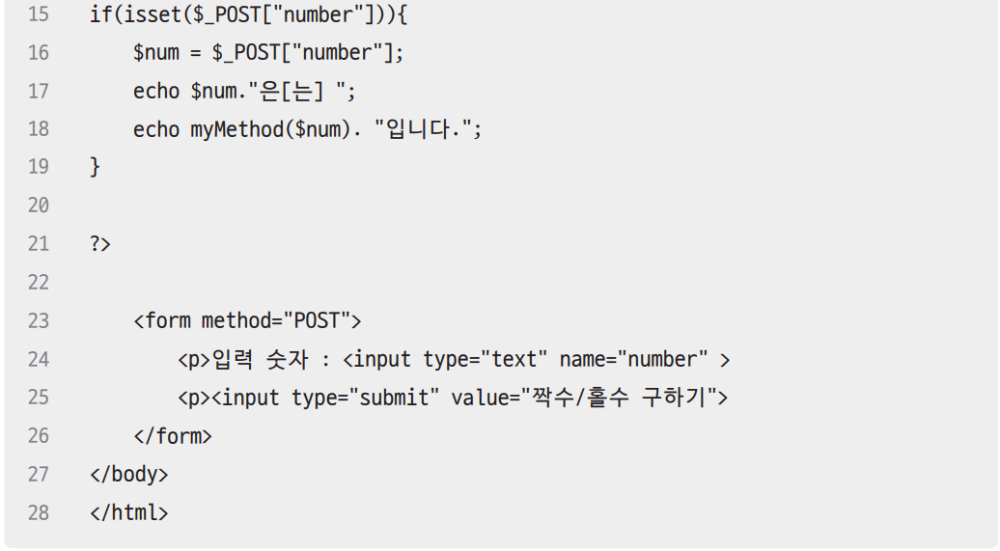 15 if(isset($_POST["number"])){
16 $num = $_POST["number"];
17 echo $num."은[는] ";
18 echo myMethod($num). "입니다.";
19 }
20
21 ?>
22
23 <form method="POST">
24 <p>입력 숫자 : <input type="text" name="number" >
25 <p><input type="submit" value="짝수/홀수 구하기">
26 </form>
27 </body>
28 </html>